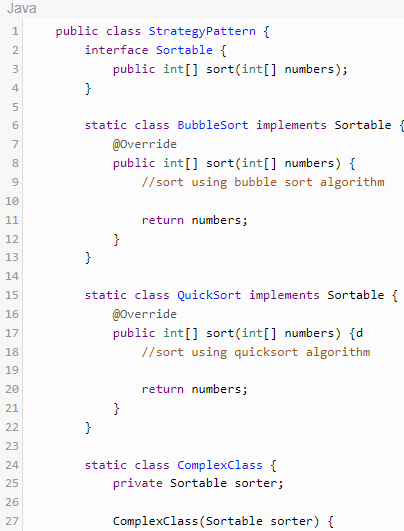 Java
1 public class StrategyPattern {
2 interface Sortable {
3 public int[] sort(int[] numbers);
4 }
5
6 static class BubbleSort implements Sortable {
7 @Override
8 public int[] sort(int[] numbers) {
9 //sort using bubble sort algorithm
10
11 return numbers;
12 }
13 }
14
15 static class QuickSort implements Sortable {
16 @Override
17 public int[] sort(int[] numbers) {d
18 //sort using quicksort algorithm
19
20 return numbers;
21 }
22 }
23
24 static class ComplexClass {
25 private Sortable sorter;
26
27 ComplexClass(Sortable sorter) {